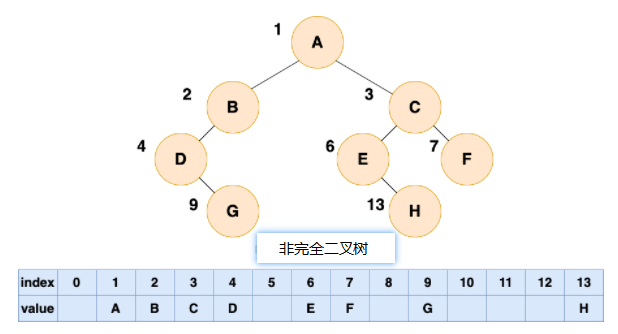 1
A
2
B
3
C
4
D
6
E
7
F
9
G
13
H
非完全二叉树
index 0 1 2 3 4 5 6 7 8 9 10 11 12 13
value A B C D E F G H